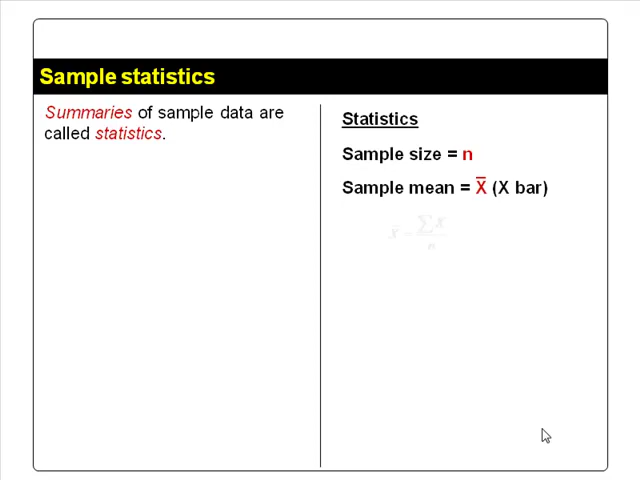 Sample statistics
Summaries of sample data are
called statistics.
Statistics
Sample size = n
Sample mean = X̅ (X bar)
x̄ = ∑X / n